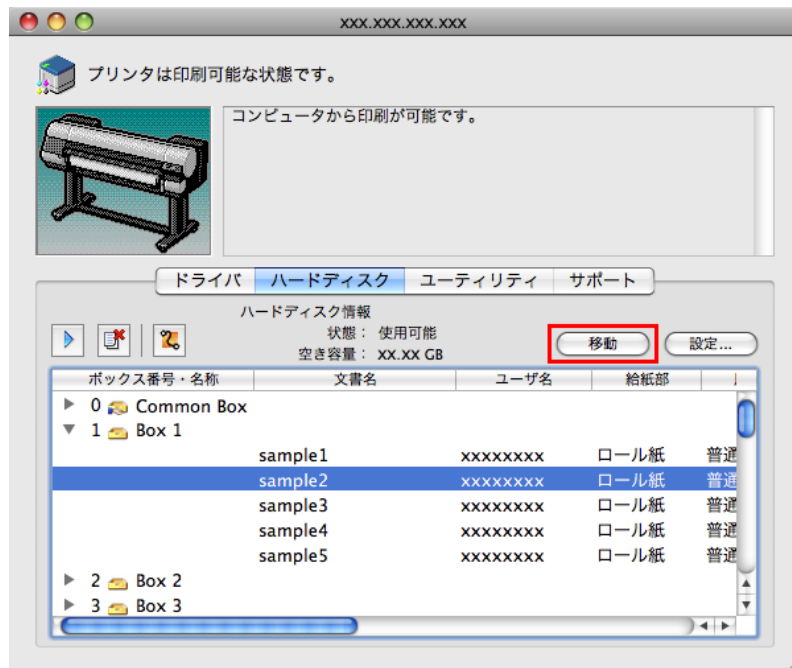 xxx.xxx.xxx.xxx
プリンタは印刷可能な状態です。
コンピュータから印刷が可能です。
ドライバ ハードディスク ユーティリティ サポート
ハードディスク情報
状態： 使用可能
空き容量： XX.XX GB
移動 設定...
ボックス番号・名称 文書名 ユーザ名 給紙部
0 Common Box
1 Box 1
sample1 xxxxxxxx ロール紙 普通
sample2 xxxxxxxx ロール紙 普通
sample3 xxxxxxxx ロール紙 普通
sample4 xxxxxxxx ロール紙 普通
sample5 xxxxxxxx ロール紙 普通
2 Box 2
3 Box 3